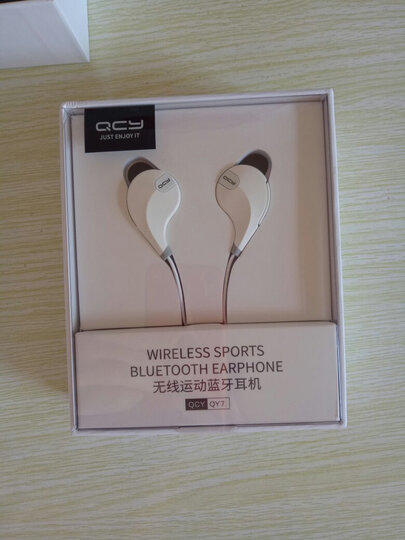 QCY
JUST ENJOY IT
QCY
QCY
WIRELESS SPORTS
BLUETOOTH EARPHONE
无线运动蓝牙耳机
QCY QY7